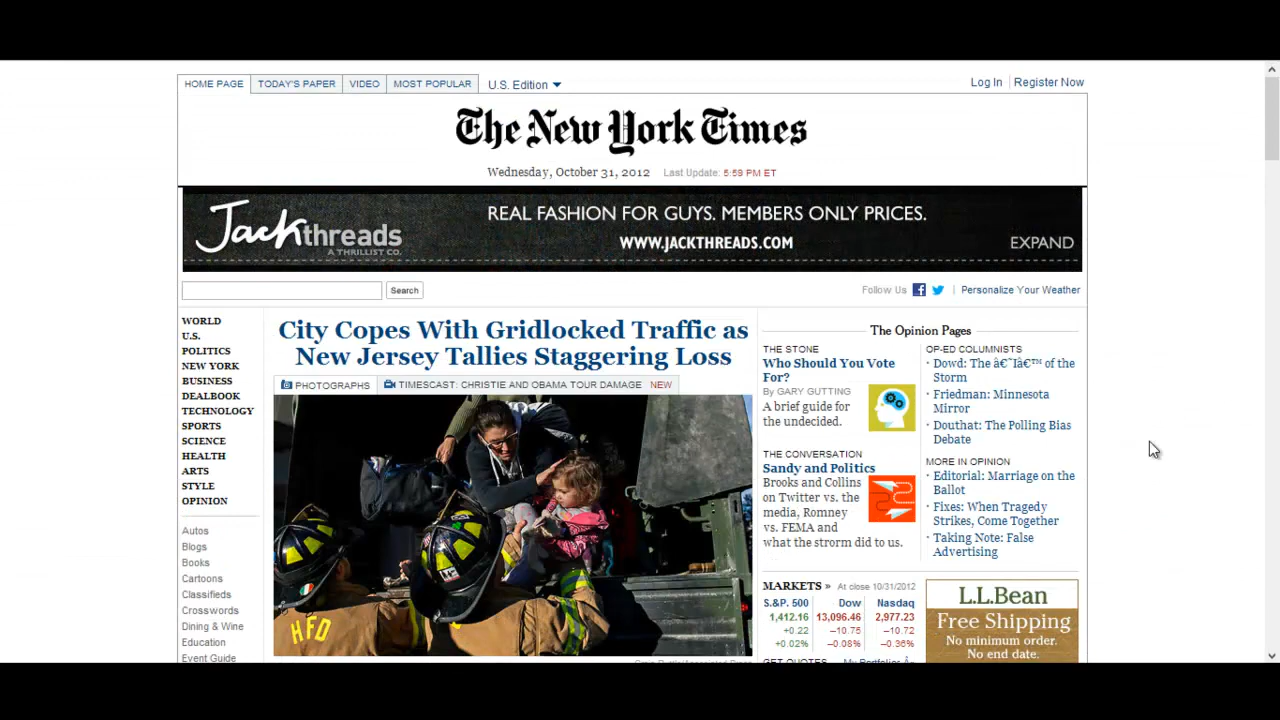 HOME PAGE TODAY'S PAPER VIDEO MOST POPULAR U.S. Edition
Log In Register Now
The New York Times
Wednesday, October 31, 2012 Last Update: 5:59 PM ET
Jackthreads
A THRILLIST CO.
REAL FASHION FOR GUYS. MEMBERS ONLY PRICES.
WWW.JACKTHREADS.COM
EXPAND
Search
Follow Us | Personalize Your Weather
WORLD
U.S.
POLITICS
NEW YORK
BUSINESS
DEALBOOK
TECHNOLOGY
SPORTS
SCIENCE
HEALTH
ARTS
STYLE
OPINION
Autos
Blogs
Books
Cartoons
Classifieds
Crosswords
Dining & Wine
Education
Event Guide
City Copes With Gridlocked Traffic as
New Jersey Tallies Staggering Loss
PHOTOGRAPHS TIMESCAST: CHRISTIE AND OBAMA TOUR DAMAGE NEW
HFD
The Opinion Pages
THE STONE
Who Should You Vote
For?
By GARY GUTTING
A brief guide for
the undecided.
THE CONVERSATION
Sandy and Politics
Brooks and Collins
on Twitter vs. the
media, Romney
vs. FEMA and
what the strorm did to us.
OP-ED COLUMNISTS
· Dowd: The â€˜Iâ€™ of the
Storm
· Friedman: Minnesota
Mirror
· Douthat: The Polling Bias
Debate
MORE IN OPINION
· Editorial: Marriage on the
Ballot
· Fixes: When Tragedy
Strikes, Come Together
· Taking Note: False
Advertising
MARKETS » At close 10/31/2012
S.&P. 500 Dow Nasdaq
1,412.16 13,096.46 2,977.23
+0.22 –10.75 –10.72
+0.02% –0.08% –0.36%
GET QUOTES My Portfolios Â»
L.L.Bean
Free Shipping
No minimum order.
No end date.